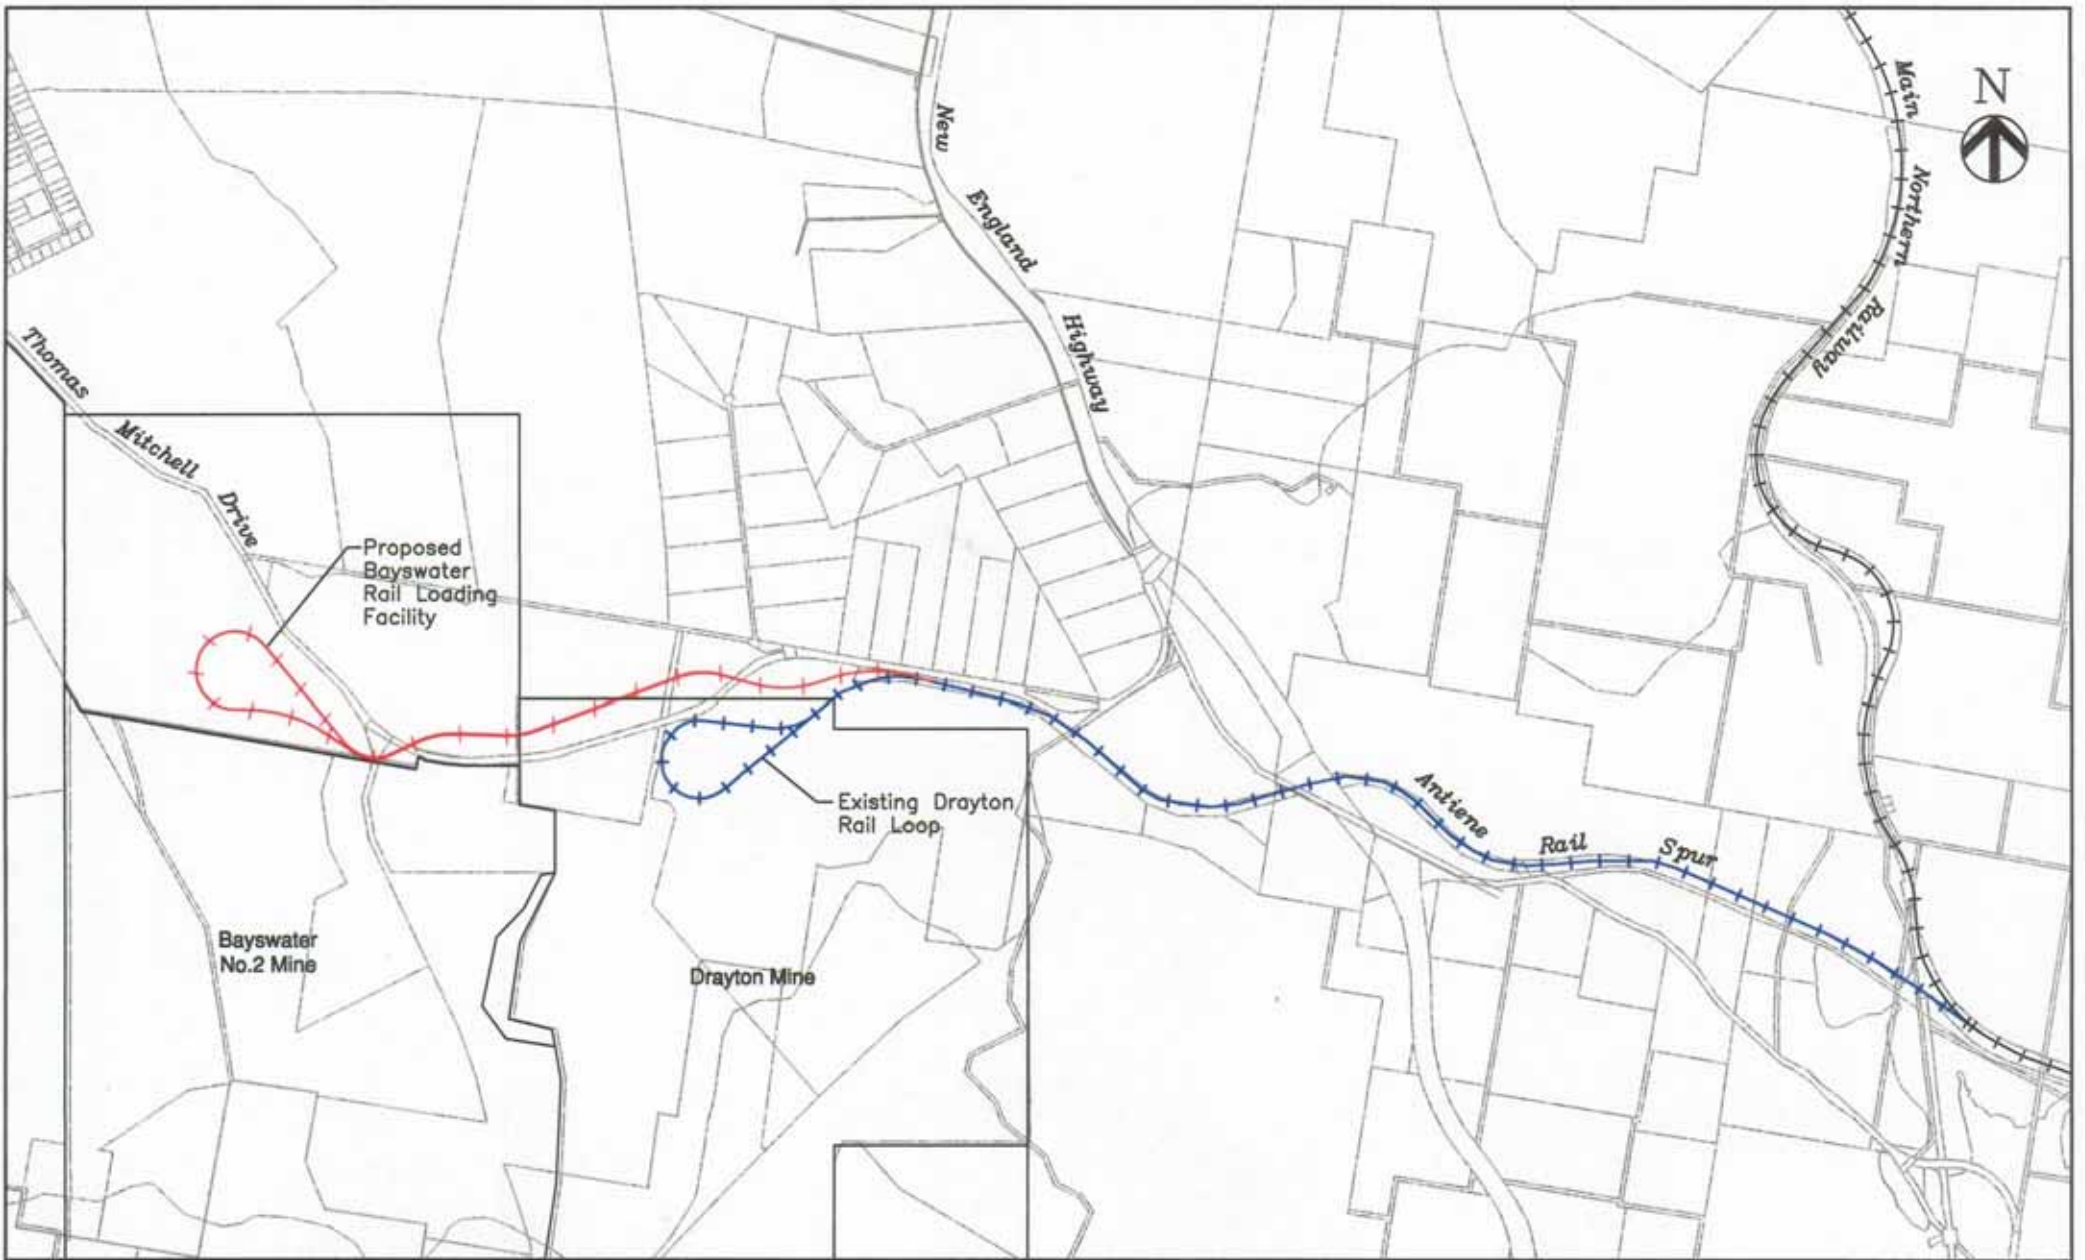 Main
N
New
Northern
England
Railway
Highway
Thomas
Mitchell
Drive
Proposed
Bayswater
Rail Loading
Facility
Existing Drayton
Rail Loop
Antiene
Rail
Spur
Bayswater
No.2 Mine
Drayton Mine